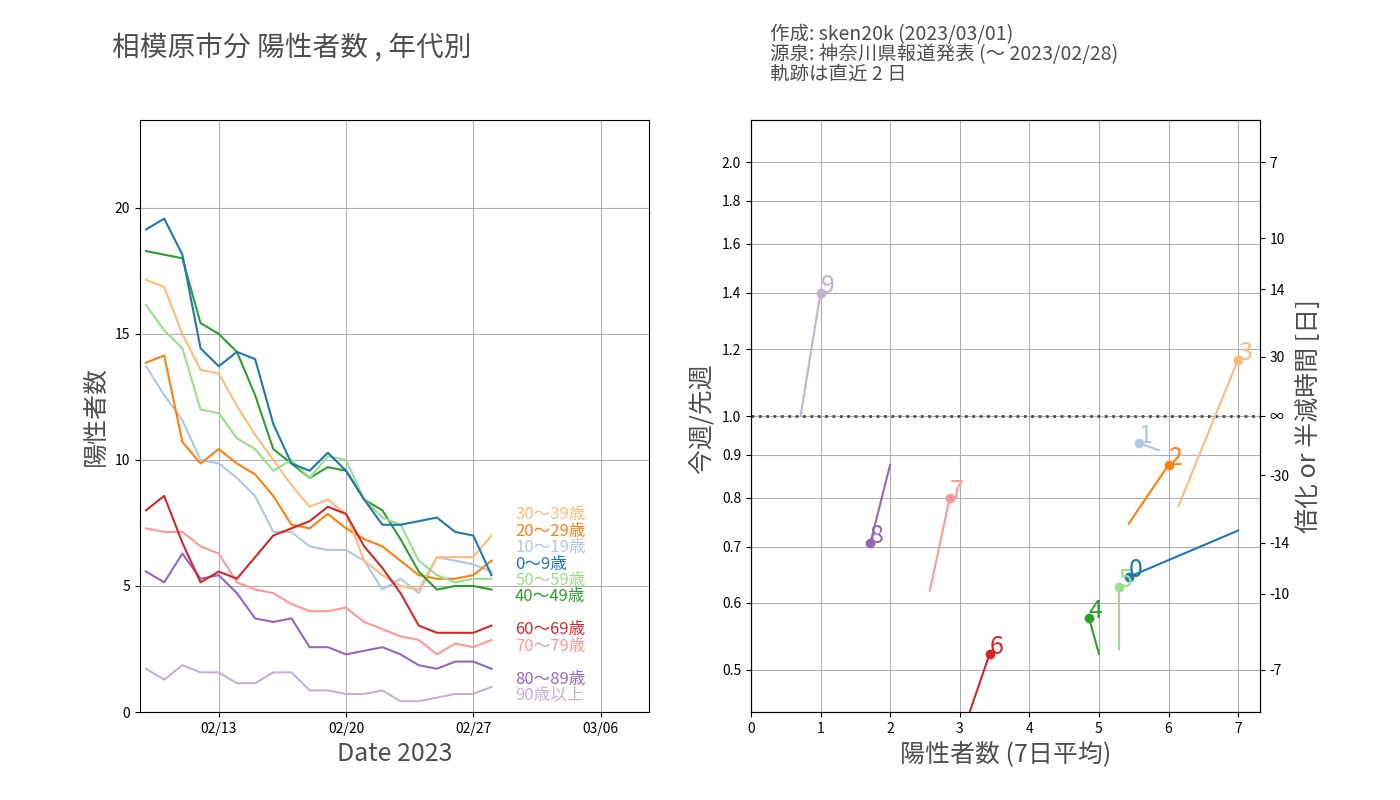 相模原市分 陽性者数 , 年代別
作成: sken20k (2023/03/01)
源泉: 神奈川県報道発表 (～ 2023/02/28)
軌跡は直近 2 日
陽性者数
20
15
10
5
0
02/13
02/20
02/27
03/06
Date 2023
30～39歳
20～29歳
10～19歳
0～9歳
50～59歳
40～49歳
60～69歳
70～79歳
80～89歳
90歳以上
今週/先週
2.0
1.8
1.6
1.4
1.2
1.0
0.9
0.8
0.7
0.6
0.5
9
3
1
2
7
8
0
5
4
6
0
1
2
3
4
5
6
7
陽性者数 (7日平均)
7
10
14
30
∞
-30
-14
-10
-7
倍化 or 半減時間 [日]